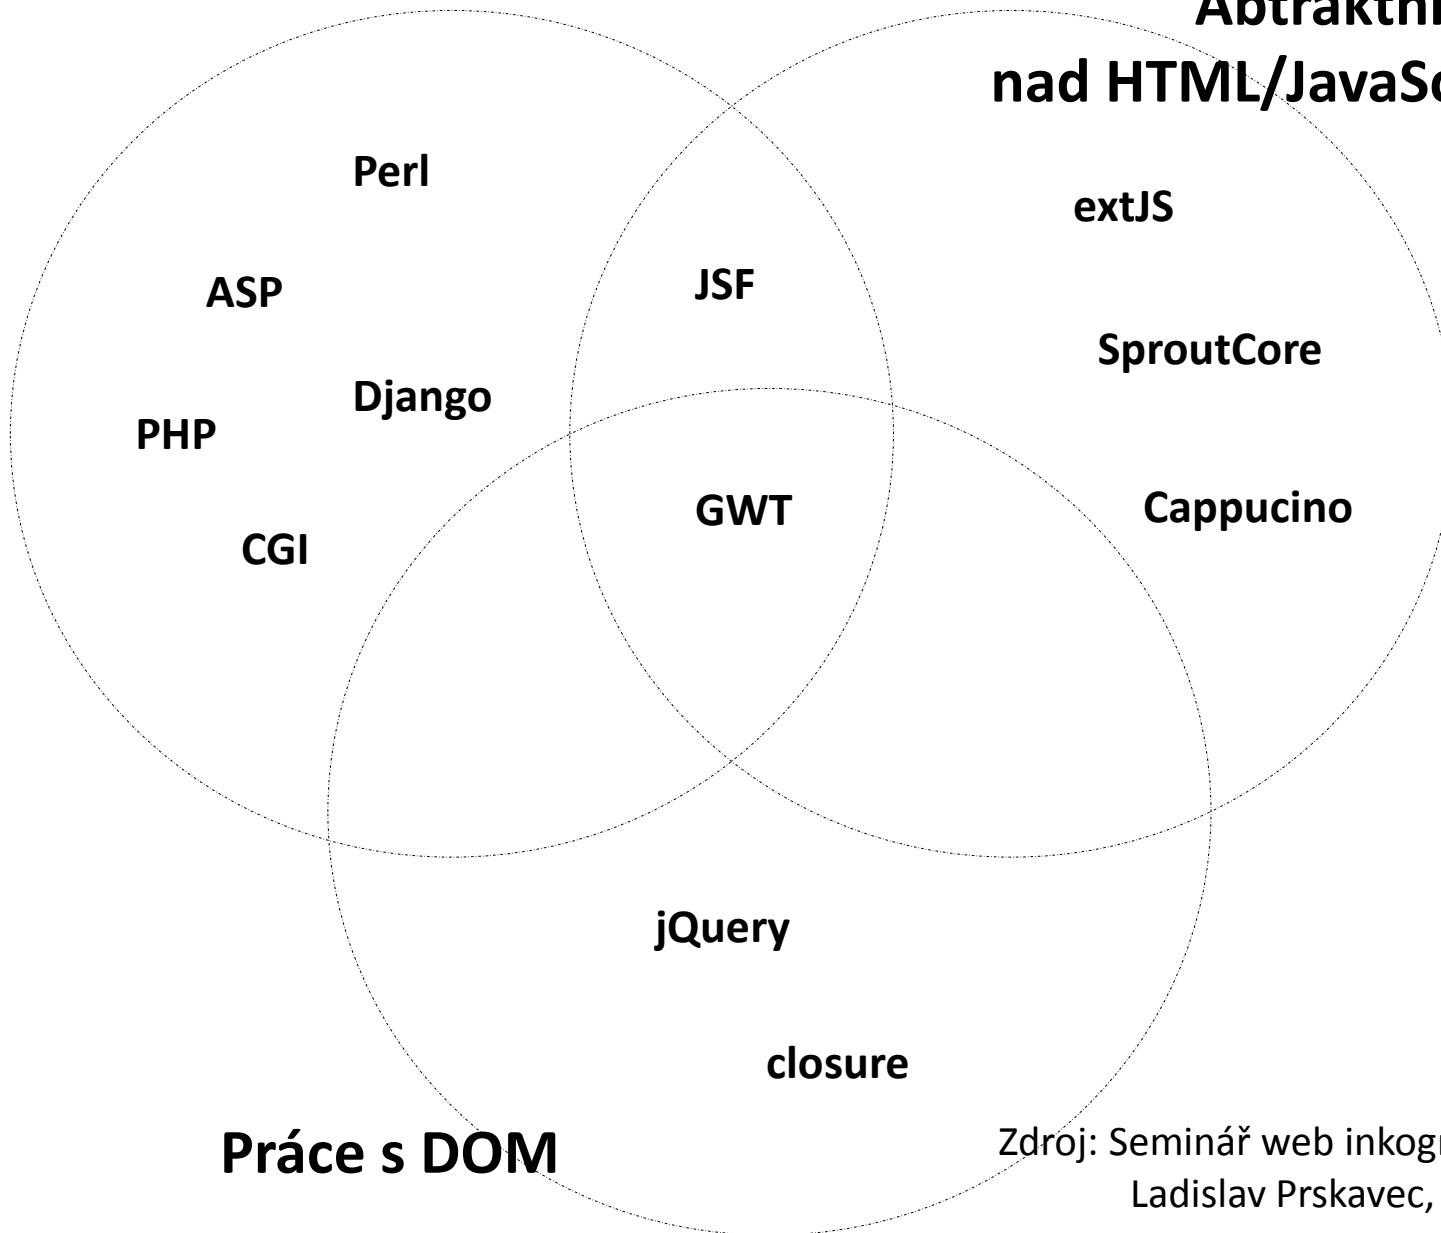 nad HTML/
Perl
extJS
ASP
JSF
SproutCore
Django
PHP
GWT
Cappucino
CGI
jQuery
closure
Práce s DOM
Zdroj: Seminář web
Ladislav Prskavec,